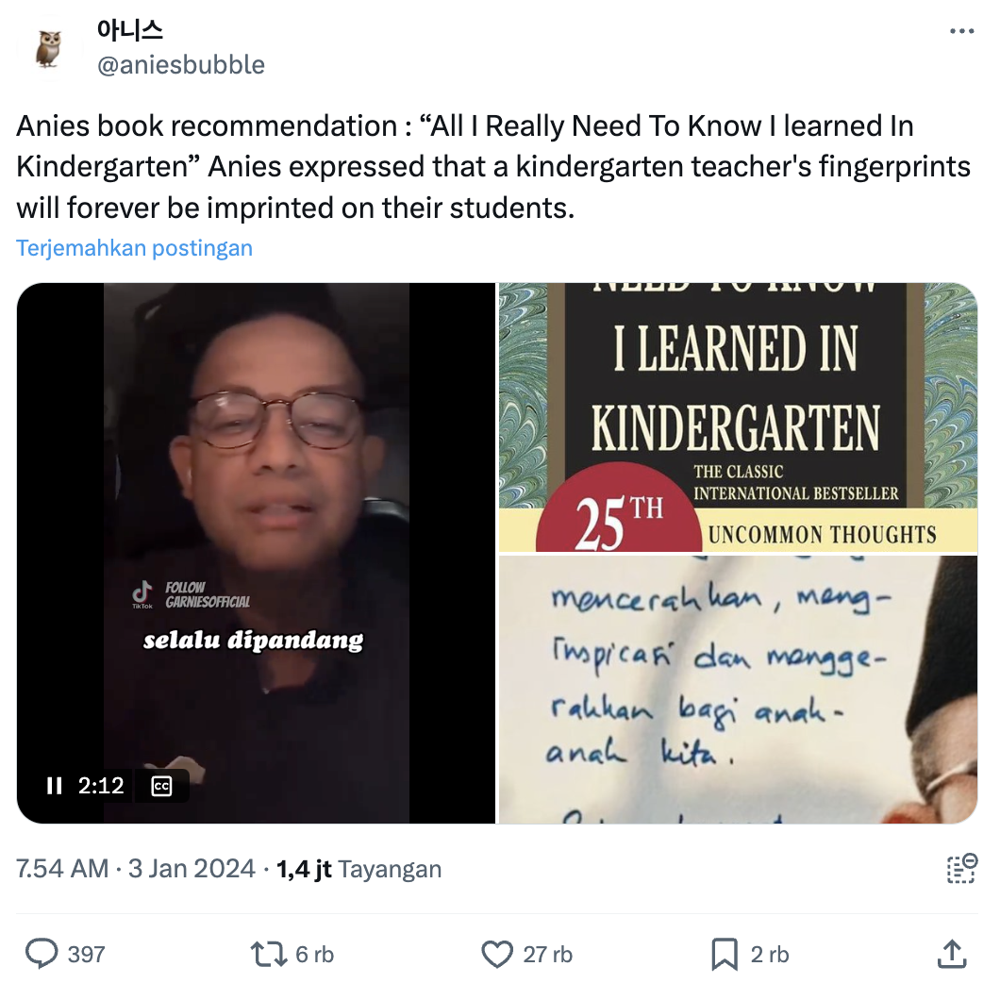 아니스
@aniesbubble
Anies book recommendation : “All I Really Need To Know I learned In
Kindergarten” Anies expressed that a kindergarten teacher's fingerprints
will forever be imprinted on their students.
Terjemahkan postingan
FOLLOW
GARNIESOFFICIAL
TikTok
selalu dipandang
2:12
CC
NEED TO KNOW
I LEARNED IN
KINDERGARTEN
THE CLASSIC
INTERNATIONAL BESTSELLER
25TH
UNCOMMON THOUGHTS
mencerahkan, meng-
inspirasi dan mengge-
rakkan bagi anak-
anak kita.
7.54 AM · 3 Jan 2024 · 1,4 jt Tayangan
397
6 rb
27 rb
2 rb